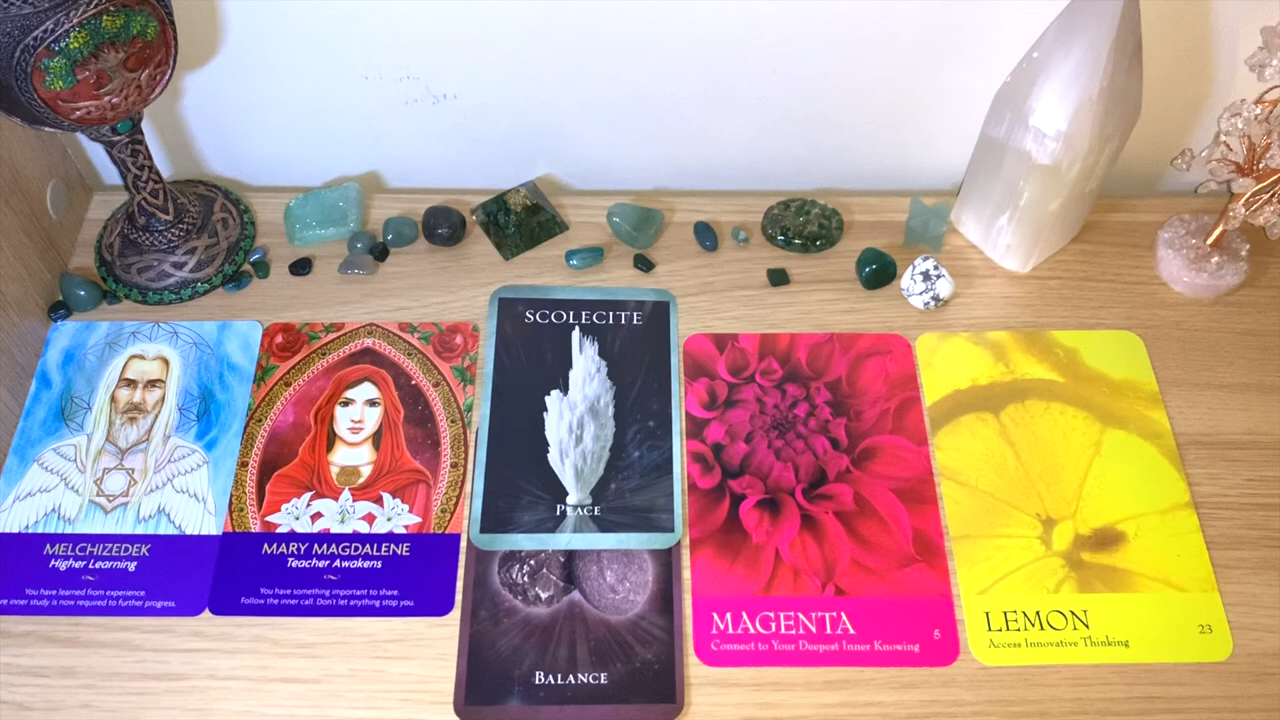 MELCHIZEDEK
Higher Learning
You have learned from experience.
re inner study is now required to further progress.
MARY MAGDALENE
Teacher Awakens
You have something important to share.
Follow the inner call. Don't let anything stop you.
SCOLECITE
PEACE
BALANCE
MAGENTA
5
Connect to Your Deepest Inner Knowing
LEMON
23
Access Innovative Thinking